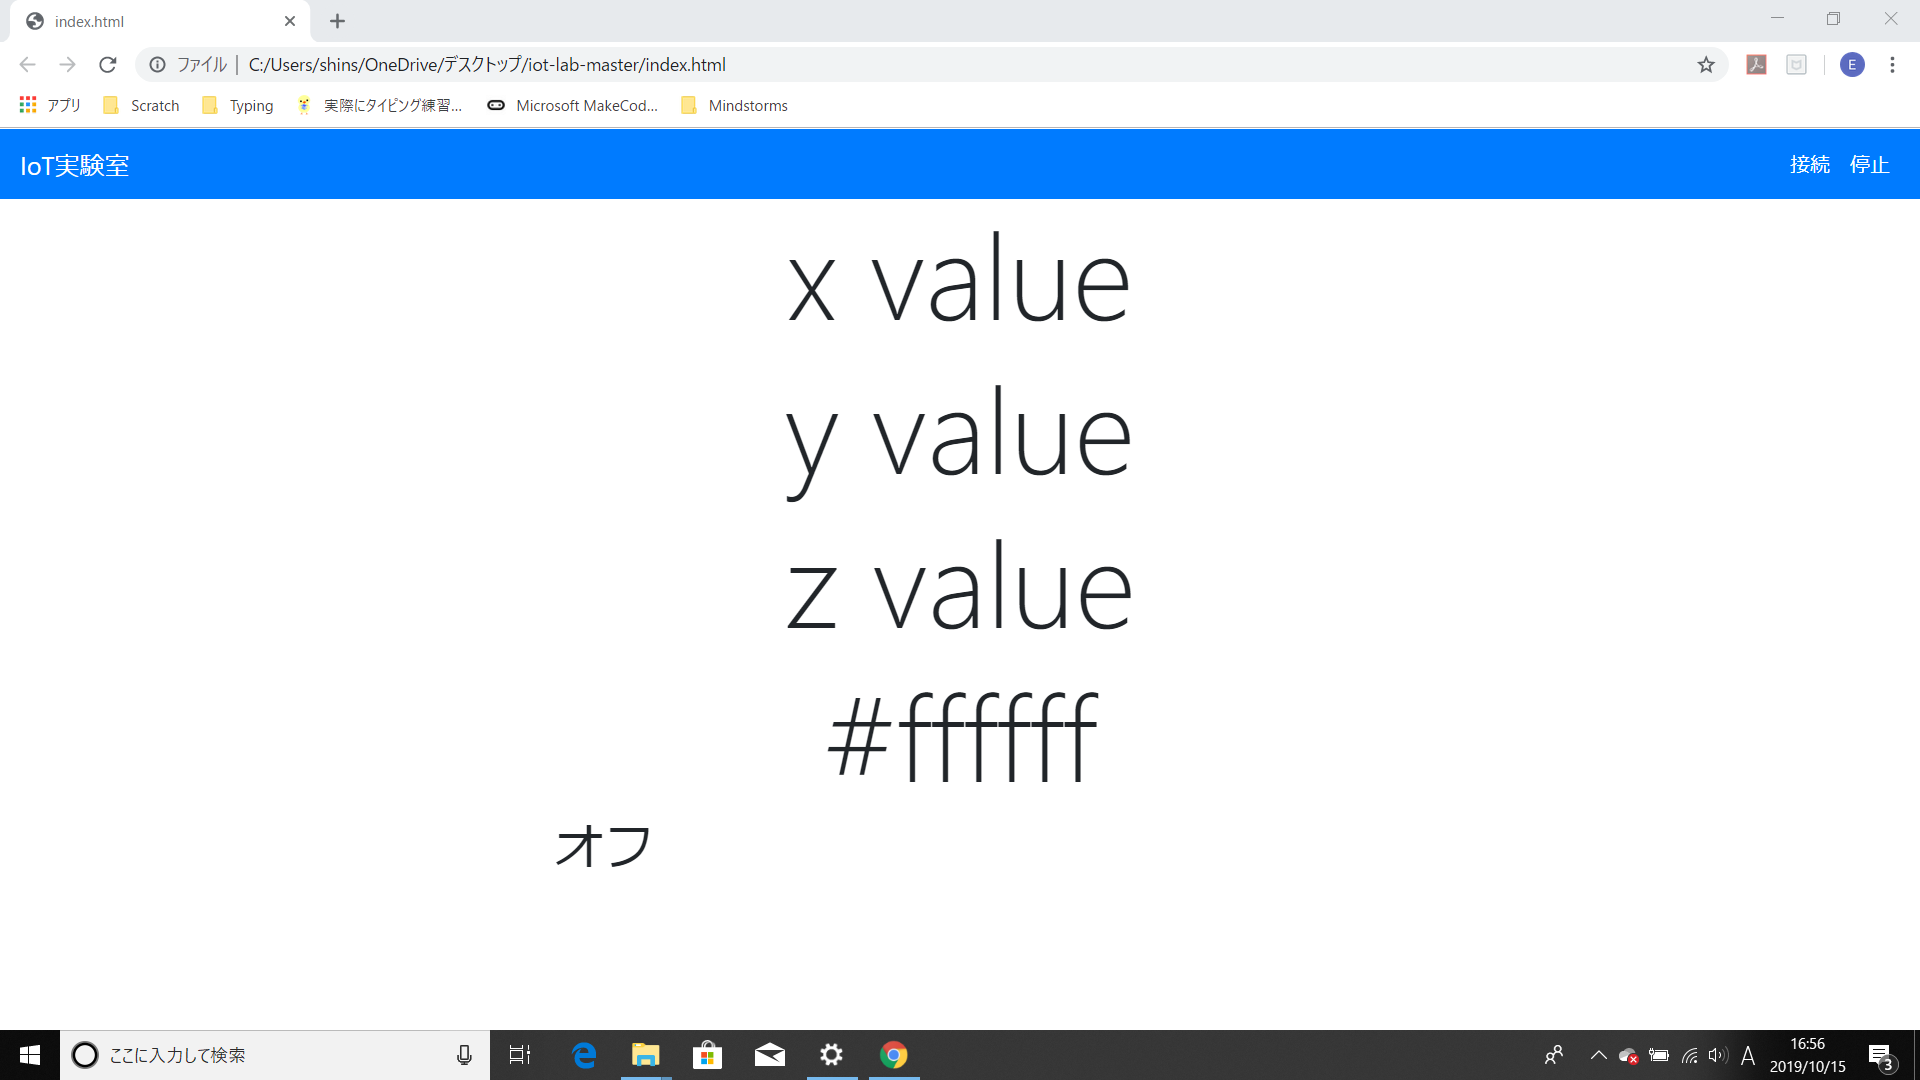 index.html
ファイル | C:/Users/shins/OneDrive/デスクトップ/iot-lab-master/index.html
E
アプリ Scratch Typing 実際にタイピング練習... Microsoft MakeCod... Mindstorms
IoT実験室 接続 停止
x value
y value
z value
#ffffff
オフ
ここに入力して検索
A
16:56
2019/10/15
3